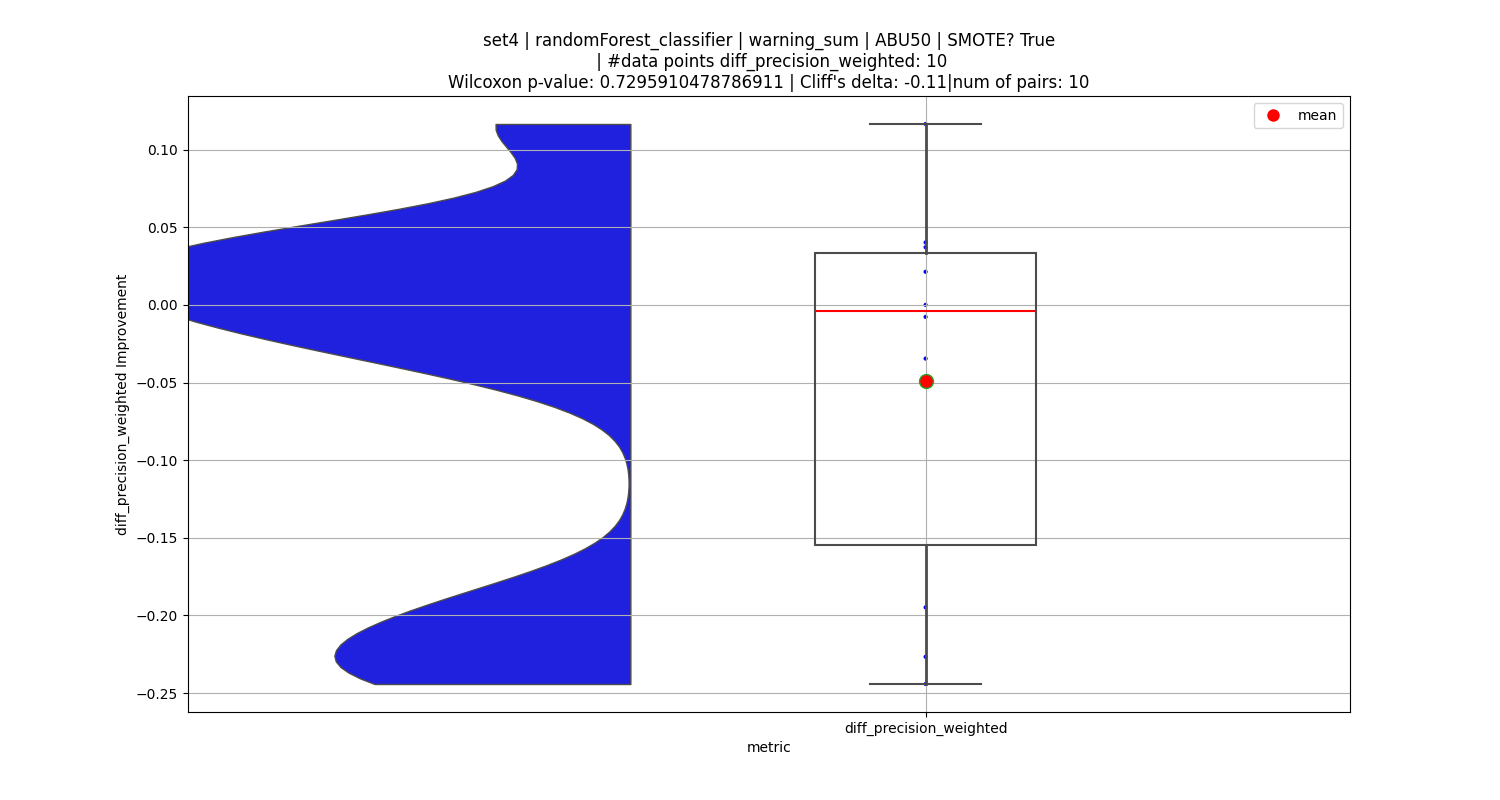 set4 | randomForest_classifier | warning_sum | ABU50 | SMOTE? True
| #data points diff_precision_weighted: 10
Wilcoxon p-value: 0.7295910478786911 | Cliff's delta: -0.11|num of pairs: 10
mean
0.10
0.05
0.00
−0.05
−0.10
−0.15
−0.20
−0.25
diff_precision_weighted Improvement
diff_precision_weighted
metric